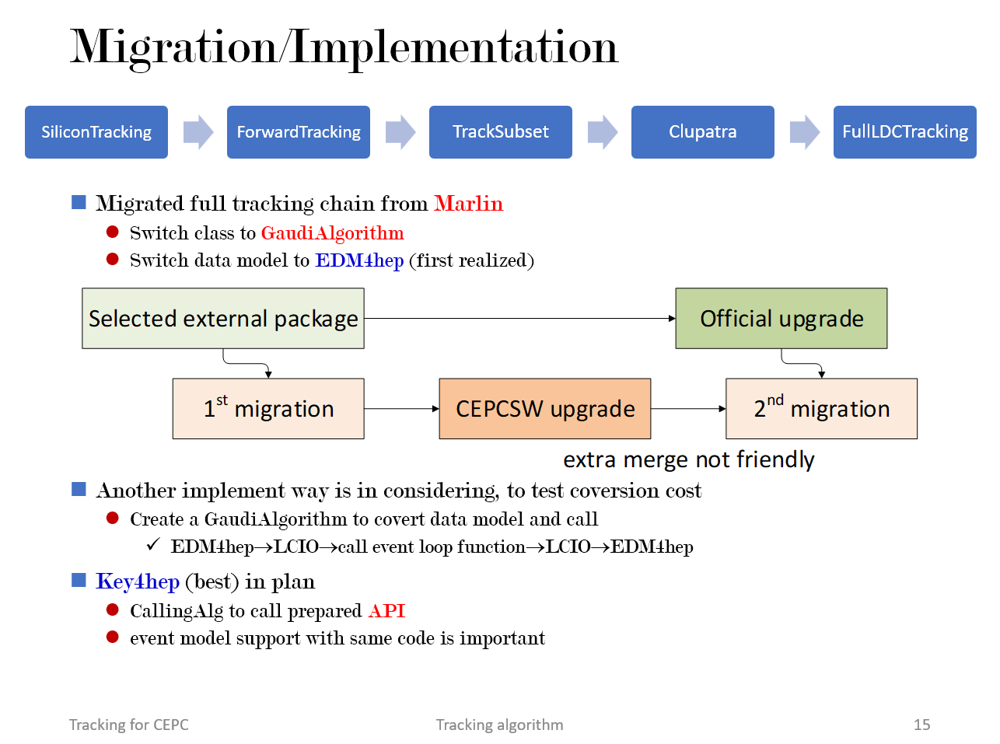 Migration/Implementation
SiliconTracking
ForwardTracking
TrackSubset
Clupatra
FullLDCTracking
Migrated full tracking chain from Marlin
Switch class to GaudiAlgorithm
Switch data model to EDM4hep (first realized)
Selected external package
Official upgrade
1st migration
CEPCSW upgrade
2nd migration
extra merge not friendly
Another implement way is in considering, to test coversion cost
Create a GaudiAlgorithm to covert data model and call
EDM4hep→LCIO→call event loop function→LCIO→EDM4hep
Key4hep (best) in plan
CallingAlg to call prepared API
event model support with same code is important
Tracking for CEPC
Tracking algorithm
15